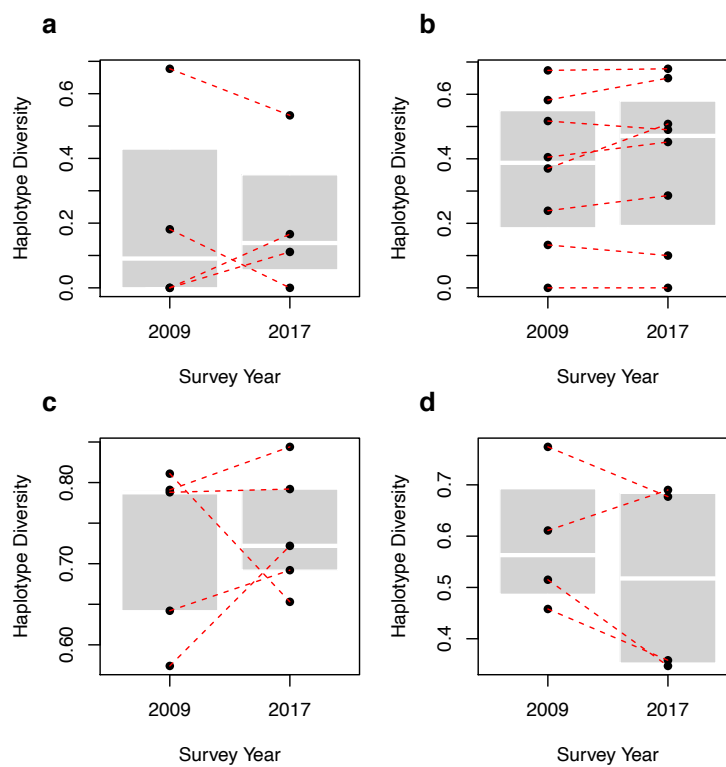 a
Haplotype Diversity
0.0 0.2 0.4 0.6
2009 2017
Survey Year
b
Haplotype Diversity
0.0 0.2 0.4 0.6
2009 2017
Survey Year
c
Haplotype Diversity
0.60 0.70 0.80
2009 2017
Survey Year
d
Haplotype Diversity
0.4 0.5 0.6 0.7
2009 2017
Survey Year